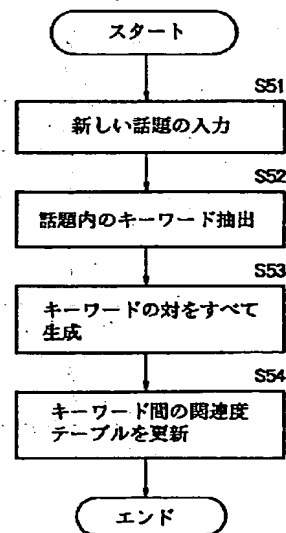 スタート
S51
新しい話題の入力
S52
話題内のキーワード抽出
S53
キーワードの対をすべて
生成
S54
キーワード間の関連度
テーブルを更新
エンド